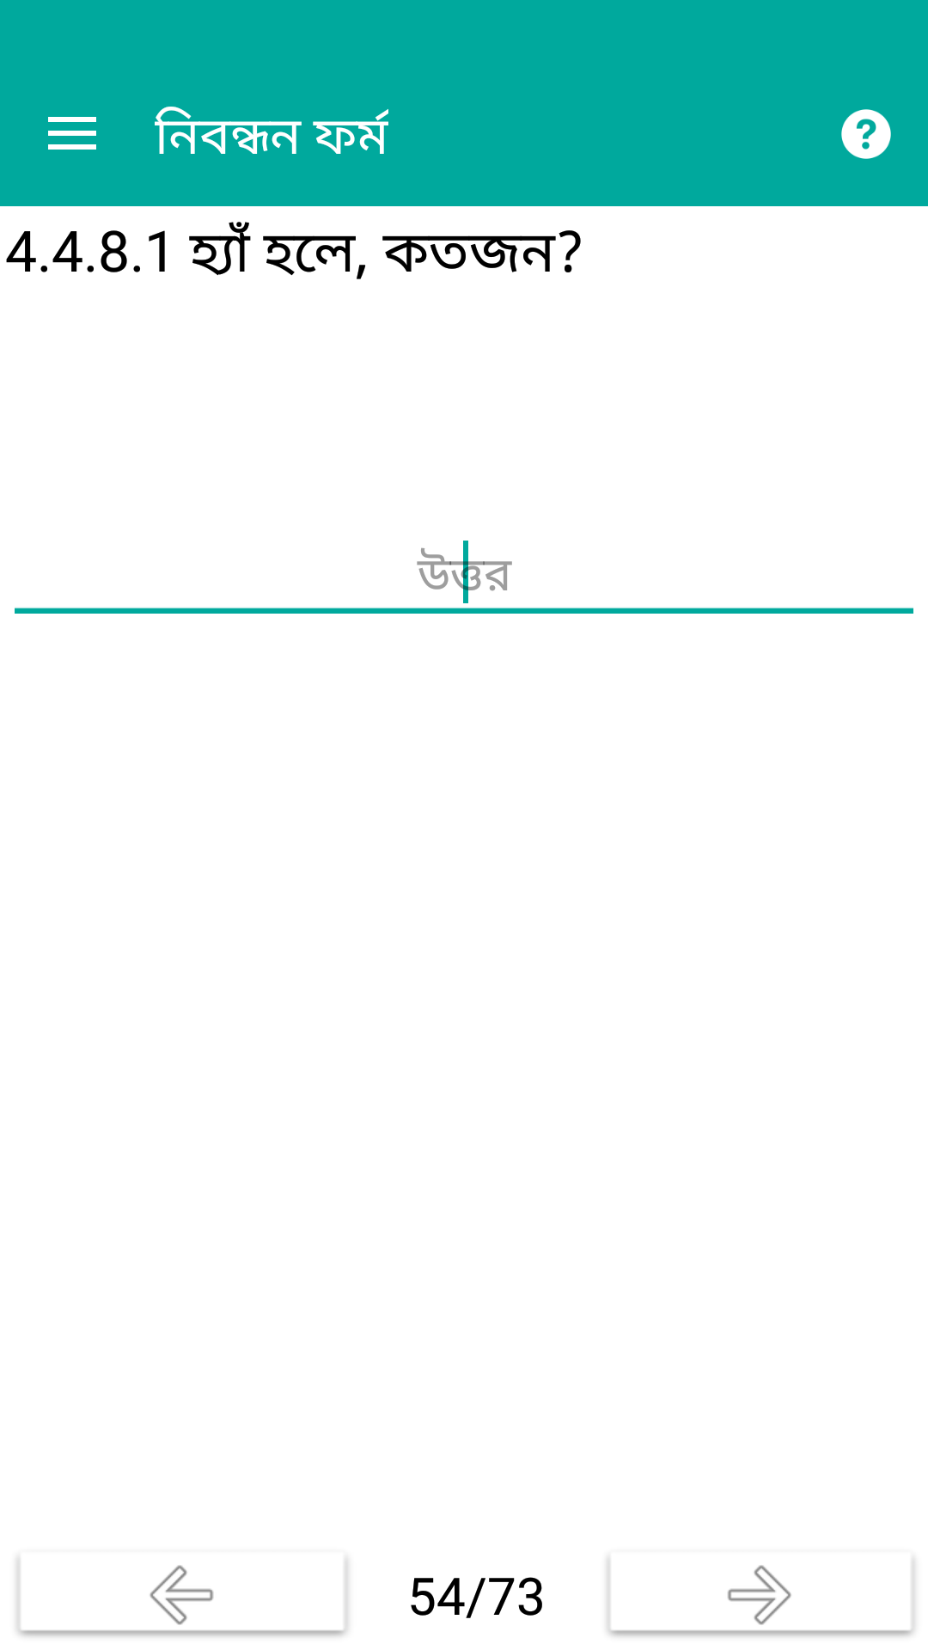 নিবন্ধন ফর্ম
4.4.8.1 হ্যাঁ হলে, কতজন?
উত্তর
54/73